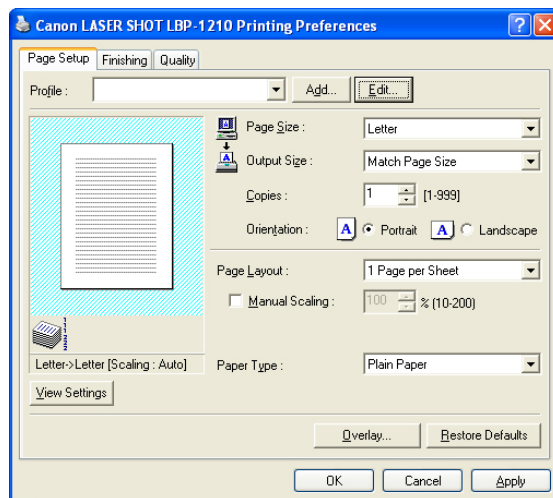 Canon LASER SHOT LBP-1210 Printing Preferences
Page Setup Finishing Quality
Profile : Add... Edit...
Page Size : Letter
Output Size : Match Page Size
Copies : 1 [1-999]
Orientation : A Portrait A Landscape
Page Layout : 1 Page per Sheet
Manual Scaling : 100 % (10-200)
Letter->Letter [Scaling : Auto] Paper Type : Plain Paper
View Settings
Overlay... Restore Defaults
OK Cancel Apply